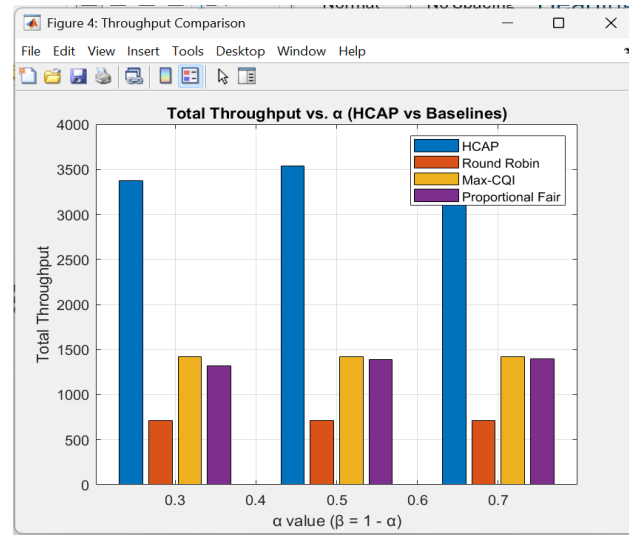 Normal No Spacing
Figure 4: Throughput Comparison
File Edit View Insert Tools Desktop Window Help
Total Throughput vs. α (HCAP vs Baselines)
4000
3500
3000
2500
2000
1500
1000
500
0
Total Throughput
HCAP
Round Robin
Max-CQI
Proportional Fair
0.3 0.4 0.5 0.6 0.7
α value (β = 1 - α)